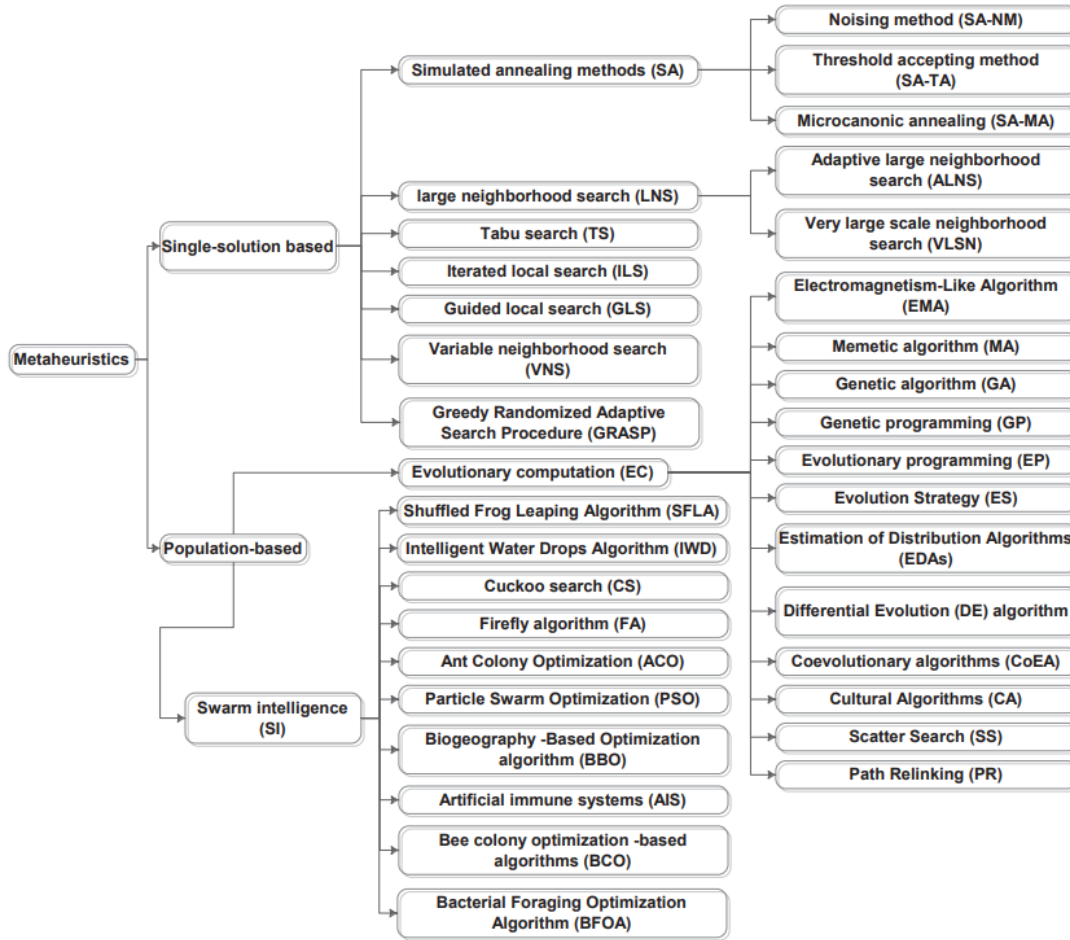 Metaheuristics
Single-solution based
Simulated annealing methods (SA)
Noising method (SA-NM)
Threshold accepting method
(SA-TA)
Microcanonic annealing (SA-MA)
large neighborhood search (LNS)
Adaptive large neighborhood
search (ALNS)
Very large scale neighborhood
search (VLSN)
Tabu search (TS)
Iterated local search (ILS)
Guided local search (GLS)
Variable neighborhood search
(VNS)
Greedy Randomized Adaptive
Search Procedure (GRASP)
Population-based
Evolutionary computation (EC)
Electromagnetism-Like Algorithm
(EMA)
Memetic algorithm (MA)
Genetic algorithm (GA)
Genetic programming (GP)
Evolutionary programming (EP)
Evolution Strategy (ES)
Estimation of Distribution Algorithms
(EDAs)
Differential Evolution (DE) algorithm
Coevolutionary algorithms (CoEA)
Cultural Algorithms (CA)
Scatter Search (SS)
Path Relinking (PR)
Swarm intelligence
(SI)
Shuffled Frog Leaping Algorithm (SFLA)
Intelligent Water Drops Algorithm (IWD)
Cuckoo search (CS)
Firefly algorithm (FA)
Ant Colony Optimization (ACO)
Particle Swarm Optimization (PSO)
Biogeography -Based Optimization
algorithm (BBO)
Artificial immune systems (AIS)
Bee colony optimization -based
algorithms (BCO)
Bacterial Foraging Optimization
Algorithm (BFOA)